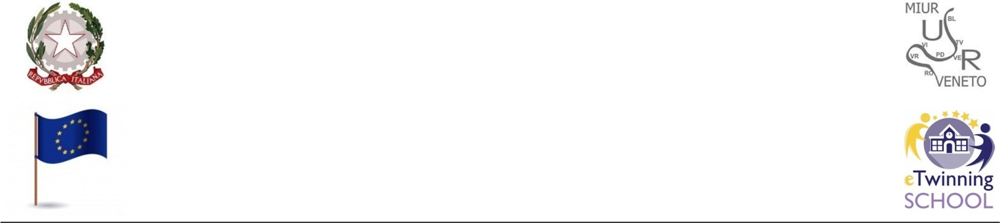 REPVBBLICA ITALIANA
MIUR
U
BL
VI
TV
VR
PD
VE
R
RO
VENETO
eTwinning
SCHOOL